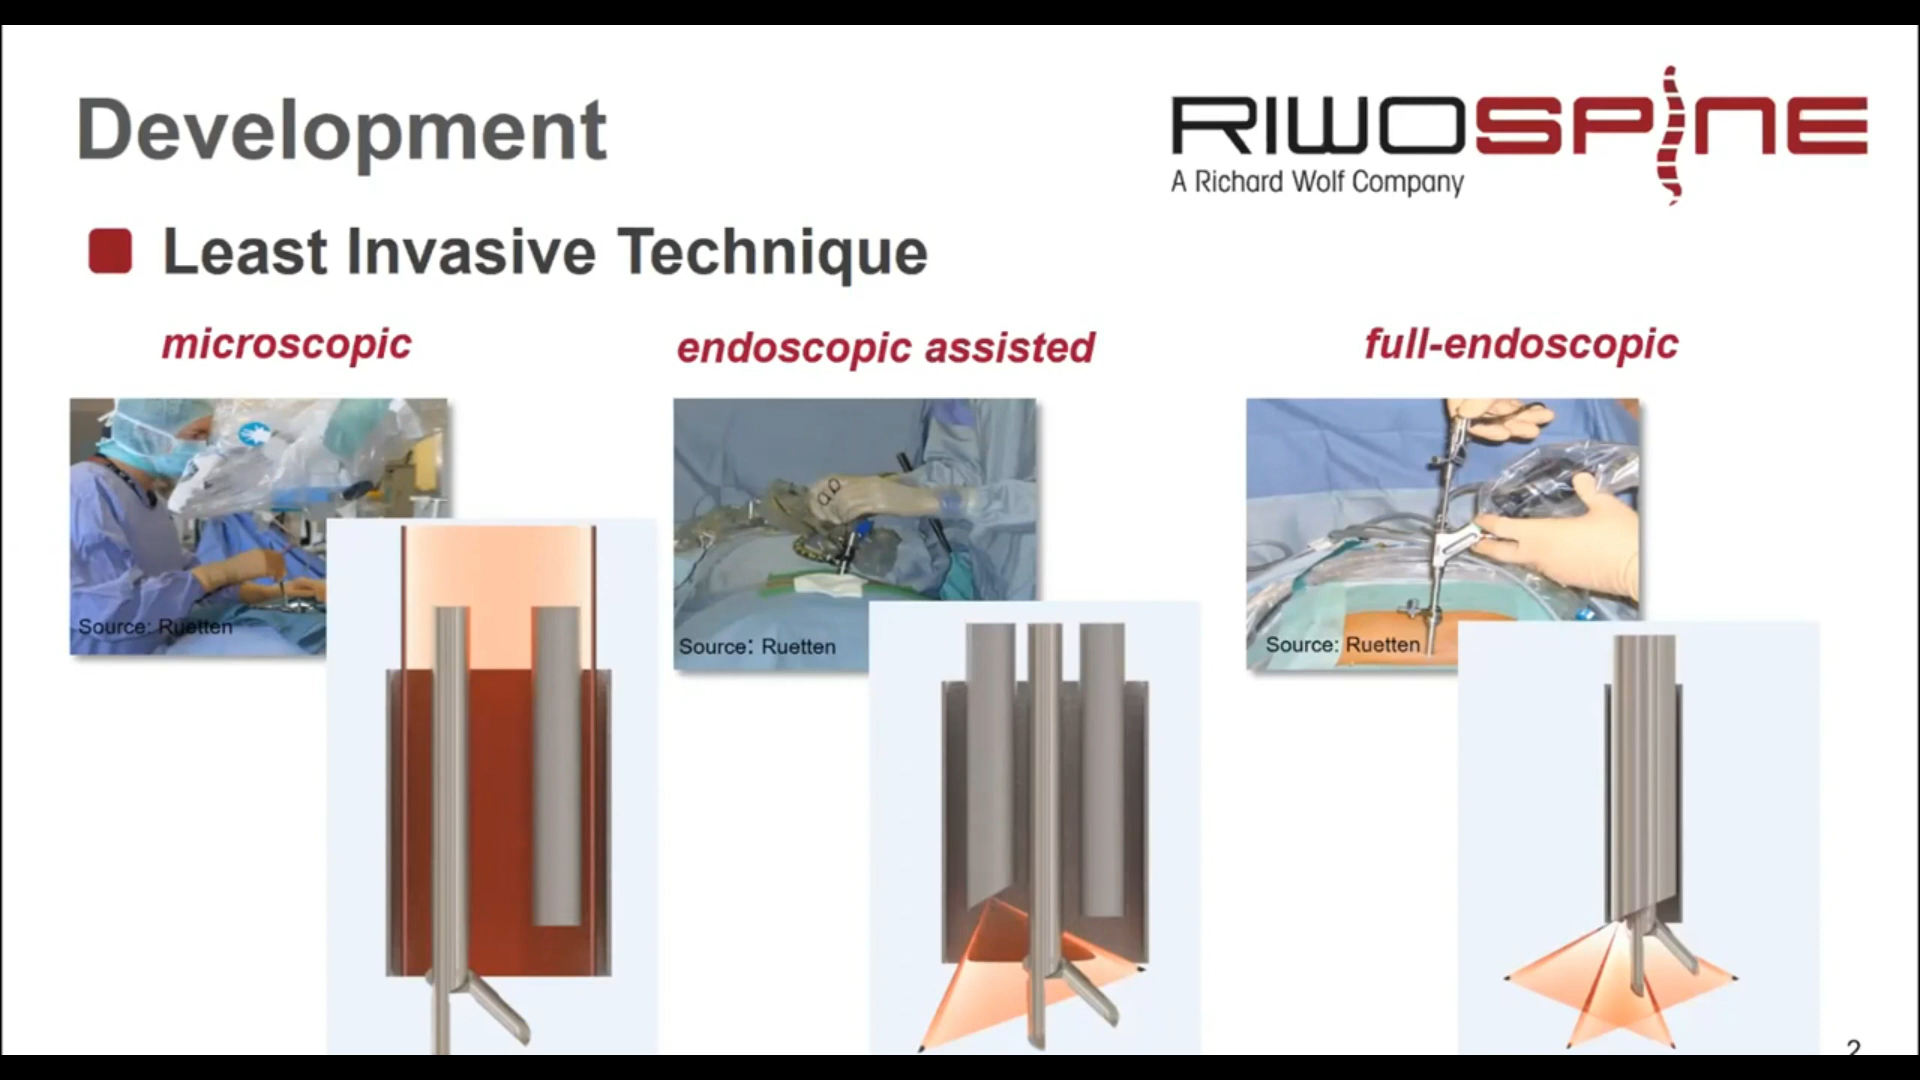 Development
RIWOSPINE
A Richard Wolf Company
Least Invasive Technique
microscopic
endoscopic assisted
full-endoscopic
Source: Ruetten
Source: Ruetten
Source: Ruetten
2